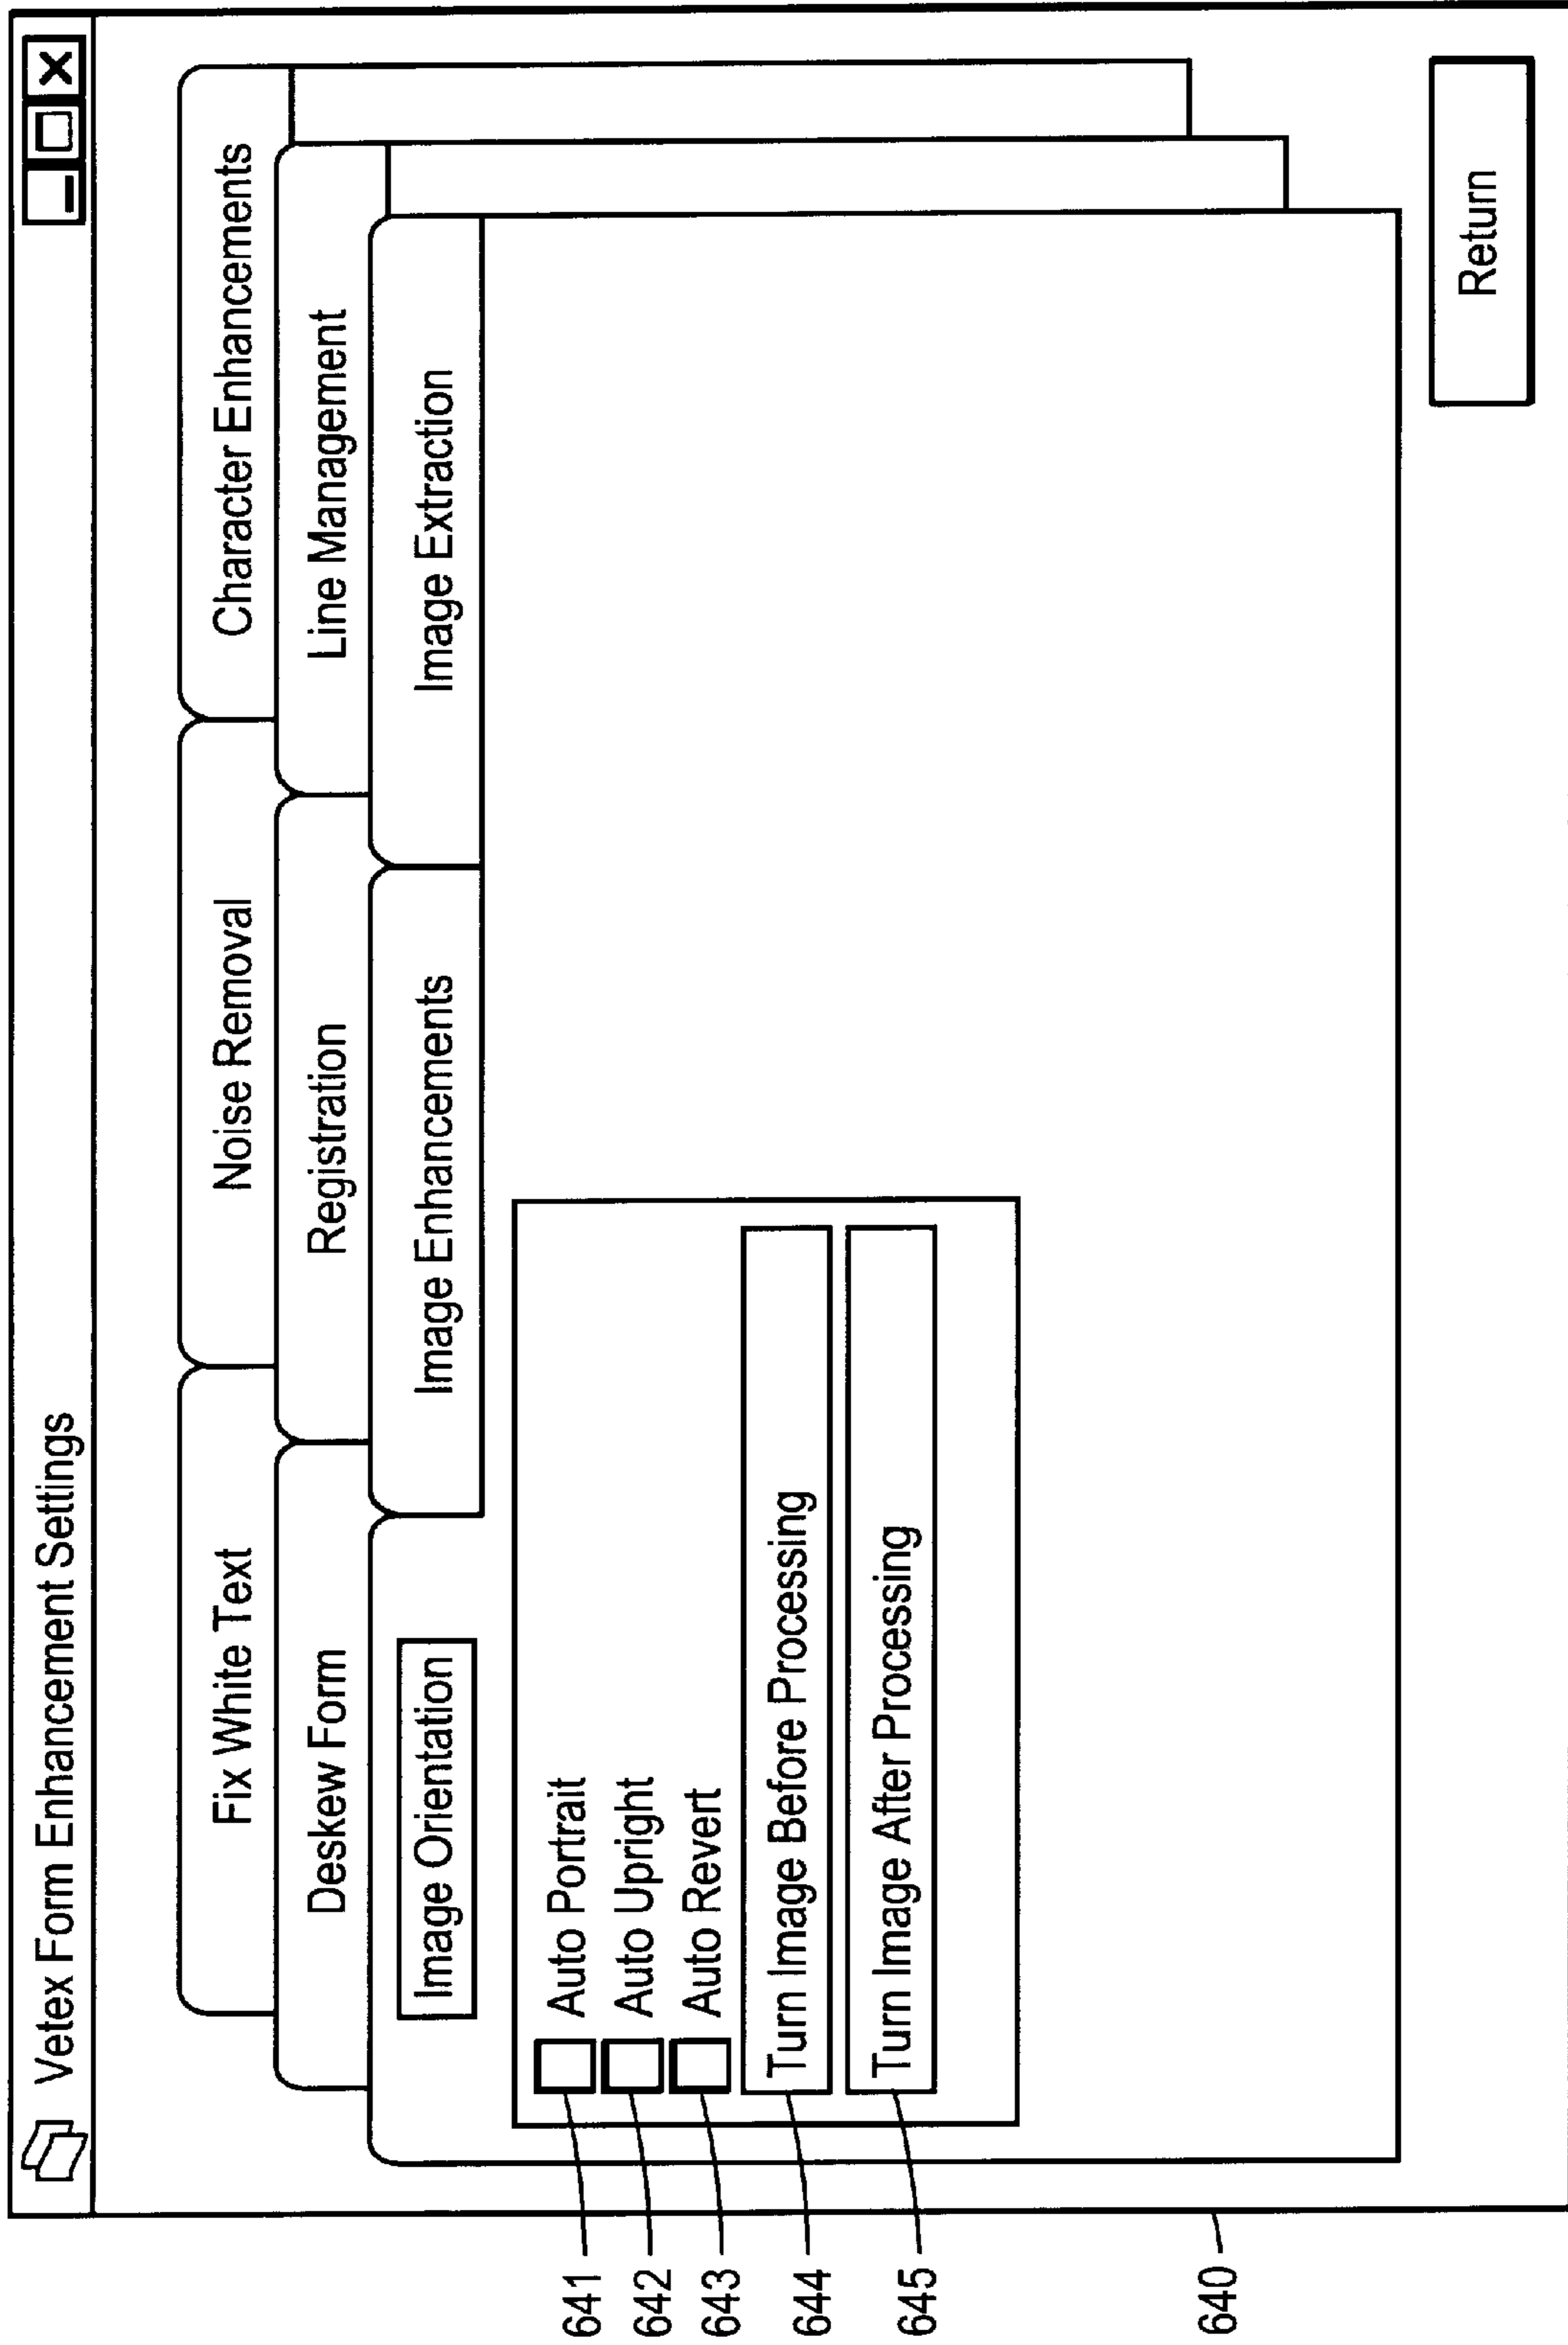 Vetex Form Enhancement Settings
Fix White Text
Noise Removal
Character Enhancements
Deskew Form
Registration
Line Management
Image Orientation
Image Enhancements
Image Extraction
641
Auto Portrait
642
Auto Upright
643
Auto Revert
644
Turn Image Before Processing
645
Turn Image After Processing
640
Return